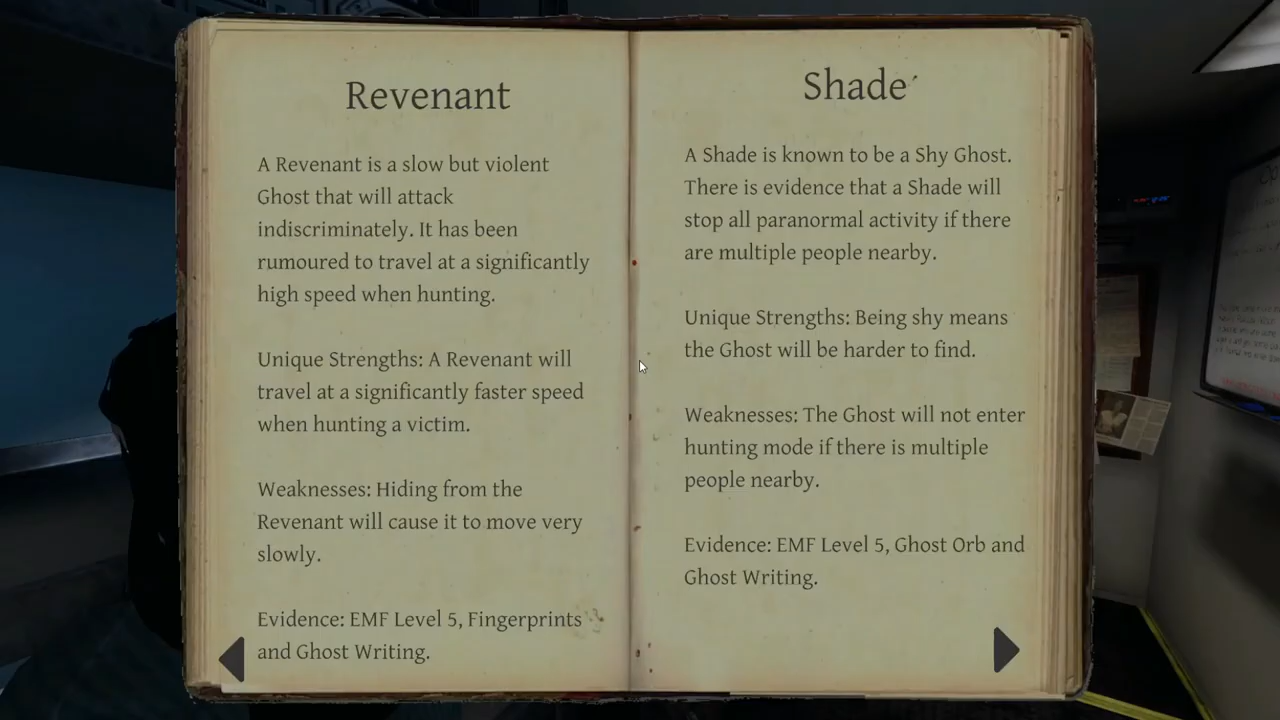 Revenant
A Revenant is a slow but violent
Ghost that will attack
indiscriminately. It has been
rumoured to travel at a significantly
high speed when hunting.
Unique Strengths: A Revenant will
travel at a significantly faster speed
when hunting a victim.
Weaknesses: Hiding from the
Revenant will cause it to move very
slowly.
Evidence: EMF Level 5, Fingerprints
and Ghost Writing.
Shade
A Shade is known to be a Shy Ghost.
There is evidence that a Shade will
stop all paranormal activity if there
are multiple people nearby.
Unique Strengths: Being shy means
the Ghost will be harder to find.
Weaknesses: The Ghost will not enter
hunting mode if there is multiple
people nearby.
Evidence: EMF Level 5, Ghost Orb and
Ghost Writing.